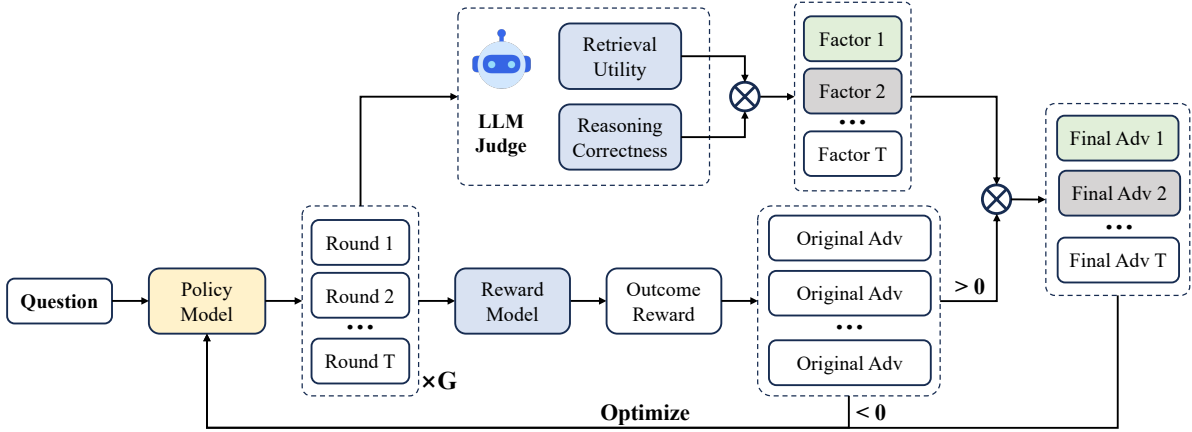 Question
Policy
Model
Round 1
Round 2
...
Round T
×G
LLM
Judge
Retrieval
Utility
Reasoning
Correctness
Factor 1
Factor 2
...
Factor T
Reward
Model
Outcome
Reward
Original Adv
Original Adv
...
Original Adv
> 0
< 0
Final Adv 1
Final Adv 2
...
Final Adv T
Optimize